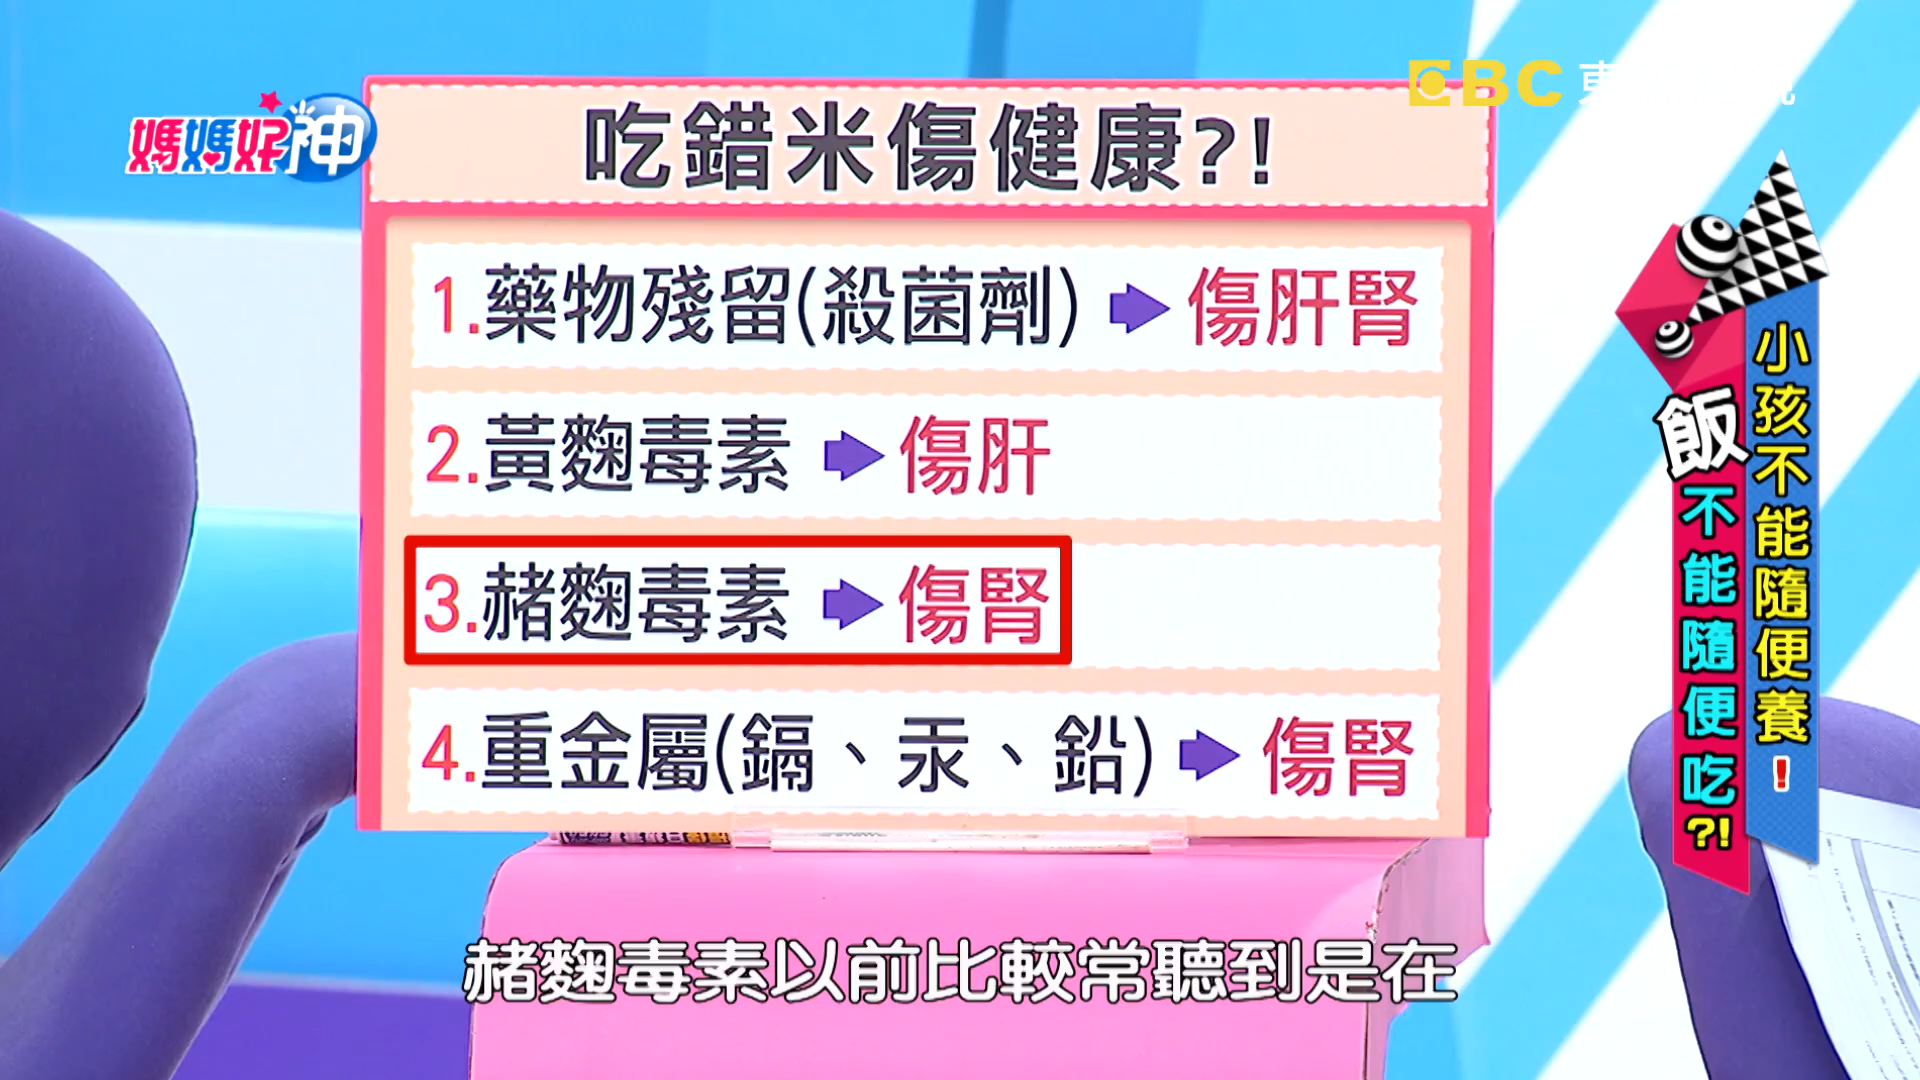 媽媽好神
EBC 東
吃錯米傷健康?!
1.藥物殘留(殺菌劑)➡傷肝腎
2.黃麴毒素➡傷肝
3.赭麴毒素➡傷腎
4.重金屬(鎘、汞、鉛)➡傷腎
小孩不能隨便養!
飯不能隨便吃?!
赭麴毒素以前比較常聽到是在